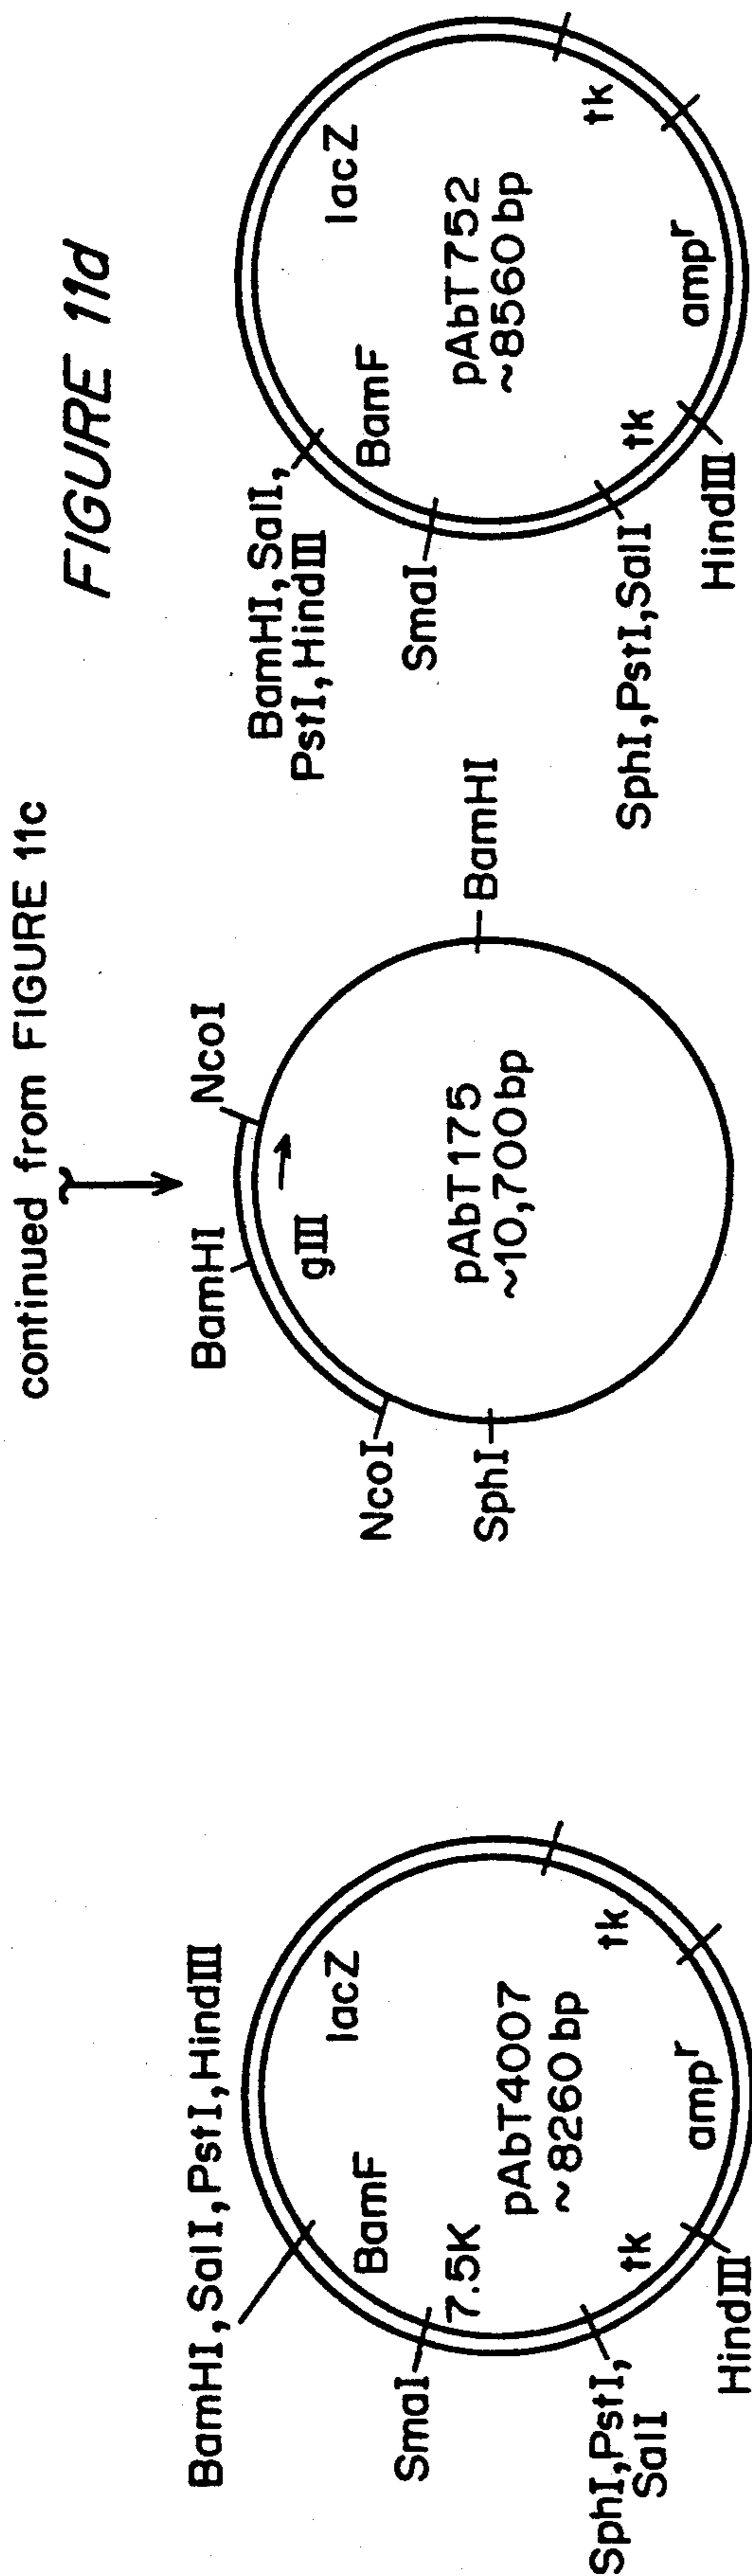 continued from FIGURE 11c
FIGURE 11d
BamHI, SalI, PstI, HindIII
SmaI
SphI, PstI,
SalI
HindIII
BamF
lacZ
7.5K
pAbT4007
~8260 bp
tk
tk
amp^r
BamHI
NcoI
NcoI
gIII
SphI
BamHI
pAbT175
~10,700 bp
BamHI, SalI,
PstI, HindIII
SmaI
SphI, PstI, SalI
HindIII
BamF
lacZ
pAbT752
~8560 bp
tk
tk
amp^r